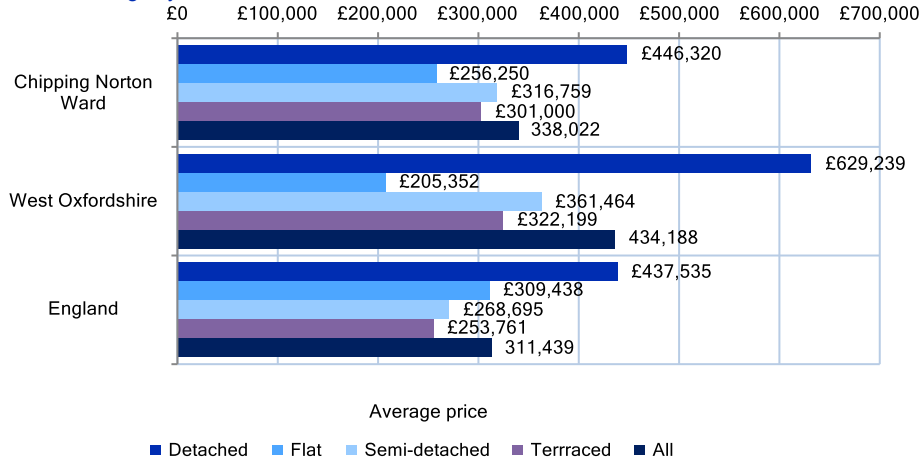 £0 £100,000 £200,000 £300,000 £400,000 £500,000 £600,000 £700,000
Chipping Norton
Ward
£446,320
£256,250
£316,759
£301,000
338,022
West Oxfordshire
£629,239
£205,352
£361,464
£322,199
434,188
England
£437,535
£309,438
£268,695
£253,761
311,439
Average price
Detached Flat Semi-detached Terrraced All